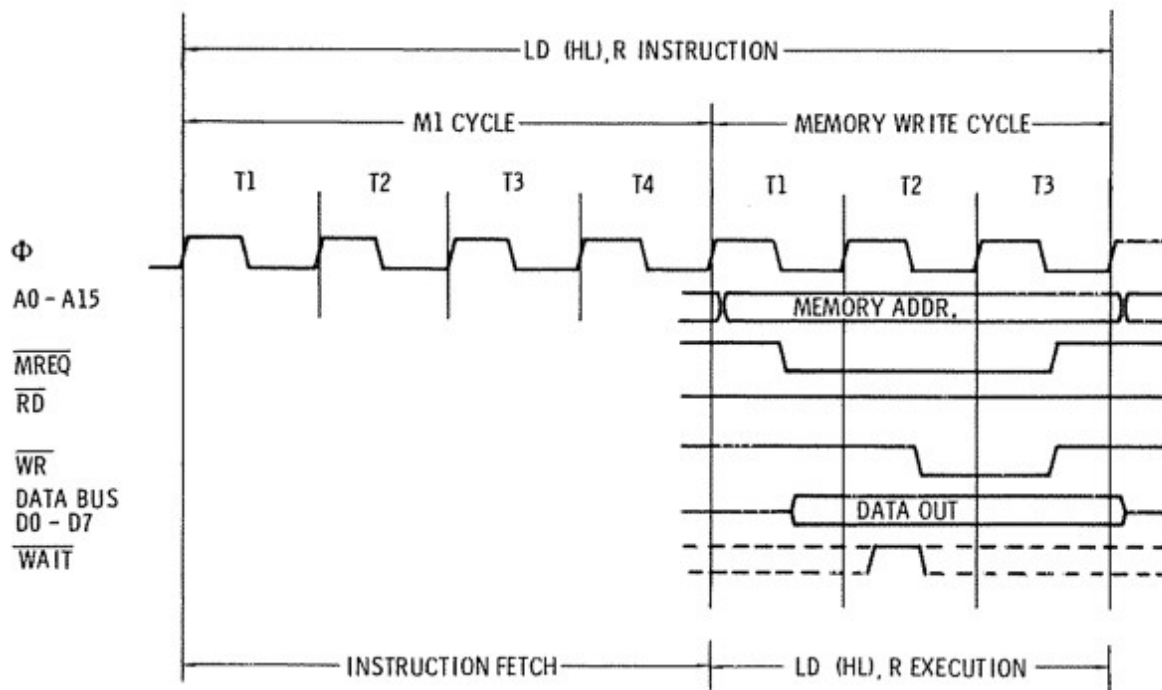 LD (HL), R INSTRUCTION
M1 CYCLE
MEMORY WRITE CYCLE
T1 T2 T3 T4 T1 T2 T3
Φ
A0 - A15
MEMORY ADDR.
MREQ
RD
WR
DATA BUS
D0 - D7
DATA OUT
WAIT
INSTRUCTION FETCH
LD (HL), R EXECUTION